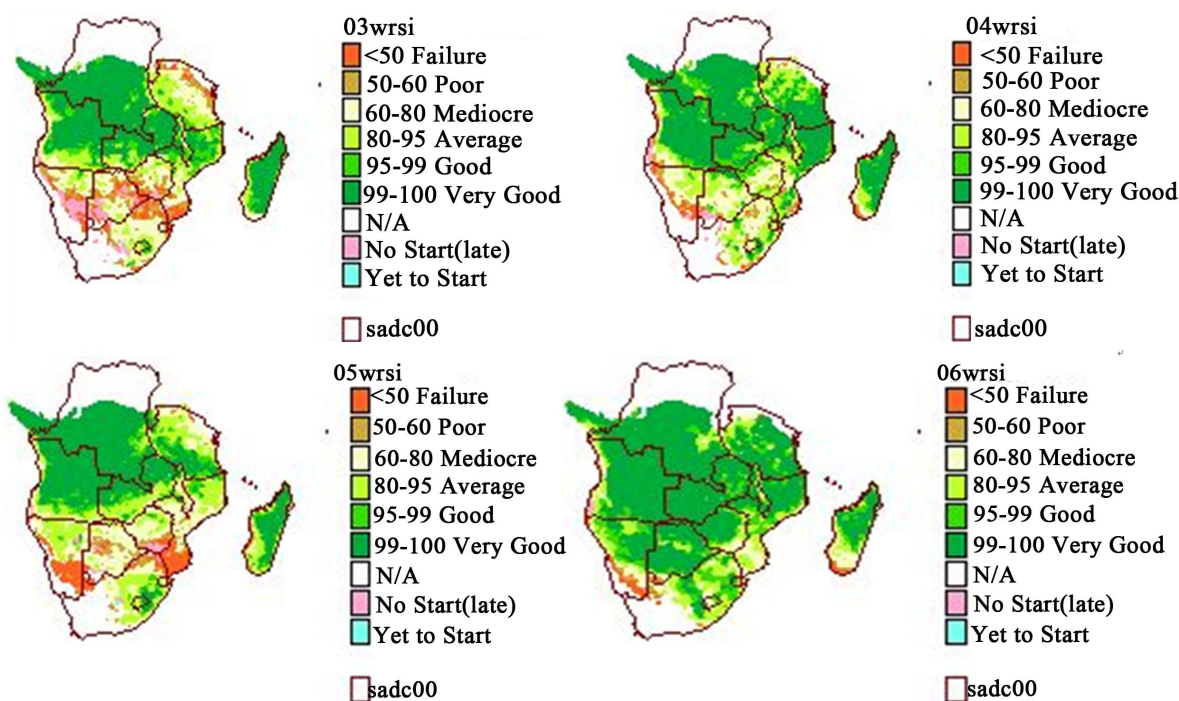 03wrsi
<50 Failure
50-60 Poor
60-80 Mediocre
80-95 Average
95-99 Good
99-100 Very Good
N/A
No Start(late)
Yet to Start
sadc00
04wrsi
<50 Failure
50-60 Poor
60-80 Mediocre
80-95 Average
95-99 Good
99-100 Very Good
N/A
No Start(late)
Yet to Start
sadc00
05wrsi
<50 Failure
50-60 Poor
60-80 Mediocre
80-95 Average
95-99 Good
99-100 Very Good
N/A
No Start(late)
Yet to Start
sadc00
06wrsi
<50 Failure
50-60 Poor
60-80 Mediocre
80-95 Average
95-99 Good
99-100 Very Good
N/A
No Start(late)
Yet to Start
sadc00